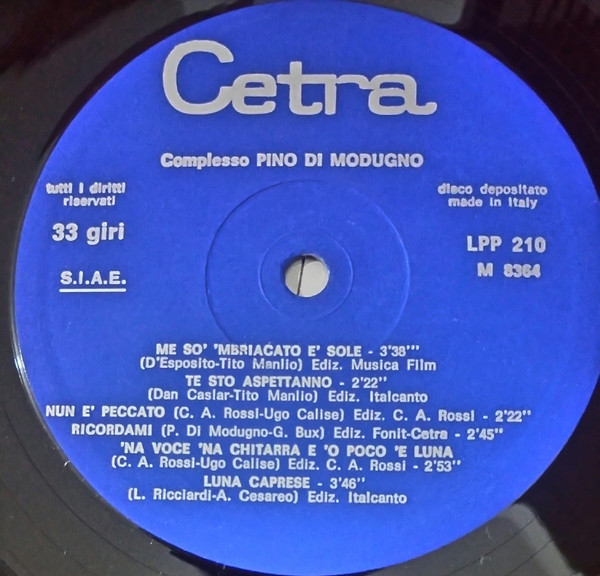 Cetra
Complesso PINO DI MODUGNO
tutti i diritti
riservati
33 giri
S.I.A.E.
disco depositato
made in Italy
LPP 210
M 8364
ME SO' 'MBRIACATO E' SOLE - 3'38'''
(D'Esposito-Tito Manlio) Ediz. Musica Film
TE STO ASPETTANNO - 2'22''
(Dan Caslar-Tito Manlio) Ediz. Italcanto
NUN E' PECCATO (C. A. Rossi-Ugo Calise) Ediz. C. A. Rossi - 2'22''
RICORDAMI (P. Di Modugno-G. Bux) Ediz. Fonit-Cetra - 2'45''
'NA VOCE 'NA CHITARRA E 'O POCO 'E LUNA
(C. A. Rossi-Ugo Calise) Ediz. C. A. Rossi - 2'53''
LUNA CAPRESE - 3'46''
(L. Ricciardi-A. Cesareo) Ediz. Italcanto